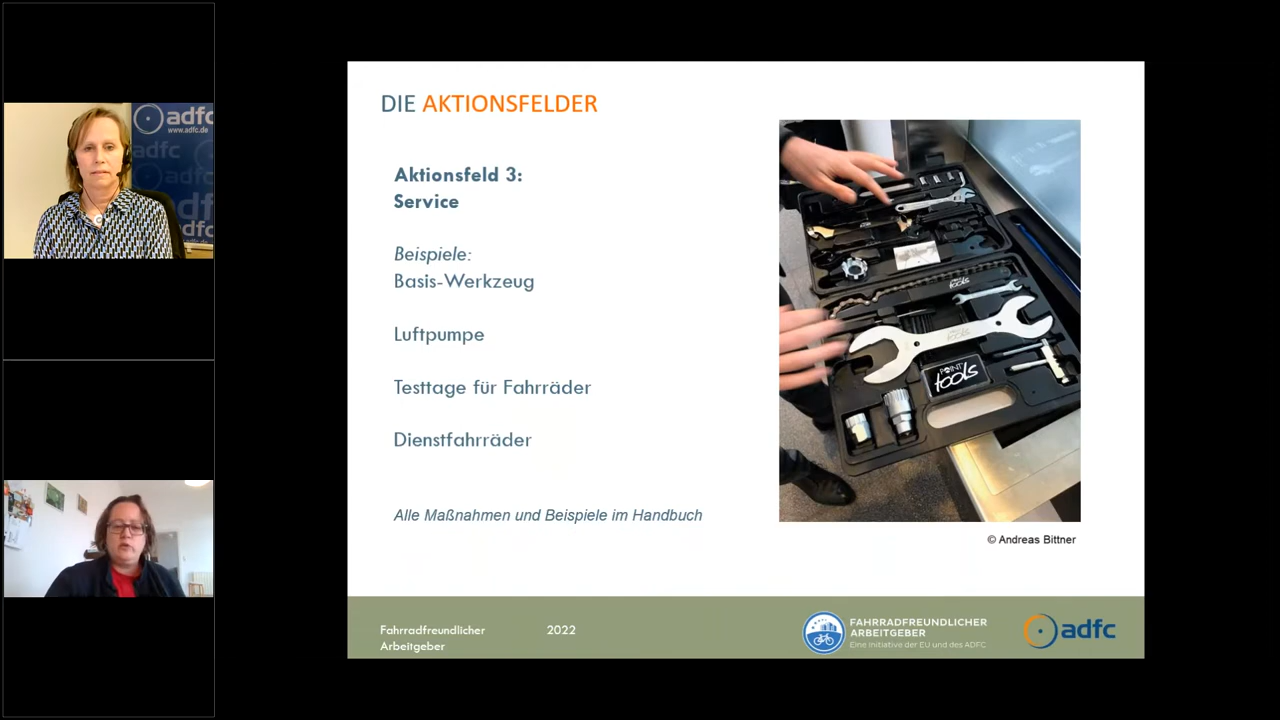 adfc
www.adfc.de
adfc
DIE AKTIONSFELDER
Aktionsfeld 3:
Service
Beispiele:
Basis-Werkzeug
Luftpumpe
Testtage für Fahrräder
Dienstfahrräder
Alle Maßnahmen und Beispiele im Handbuch
POINT
tools
© Andreas Bittner
Fahrradfreundlicher
Arbeitgeber
2022
FAHRRADFREUNDLICHER
ARBEITGEBER
Eine Initiative der EU und des ADFC
adfc